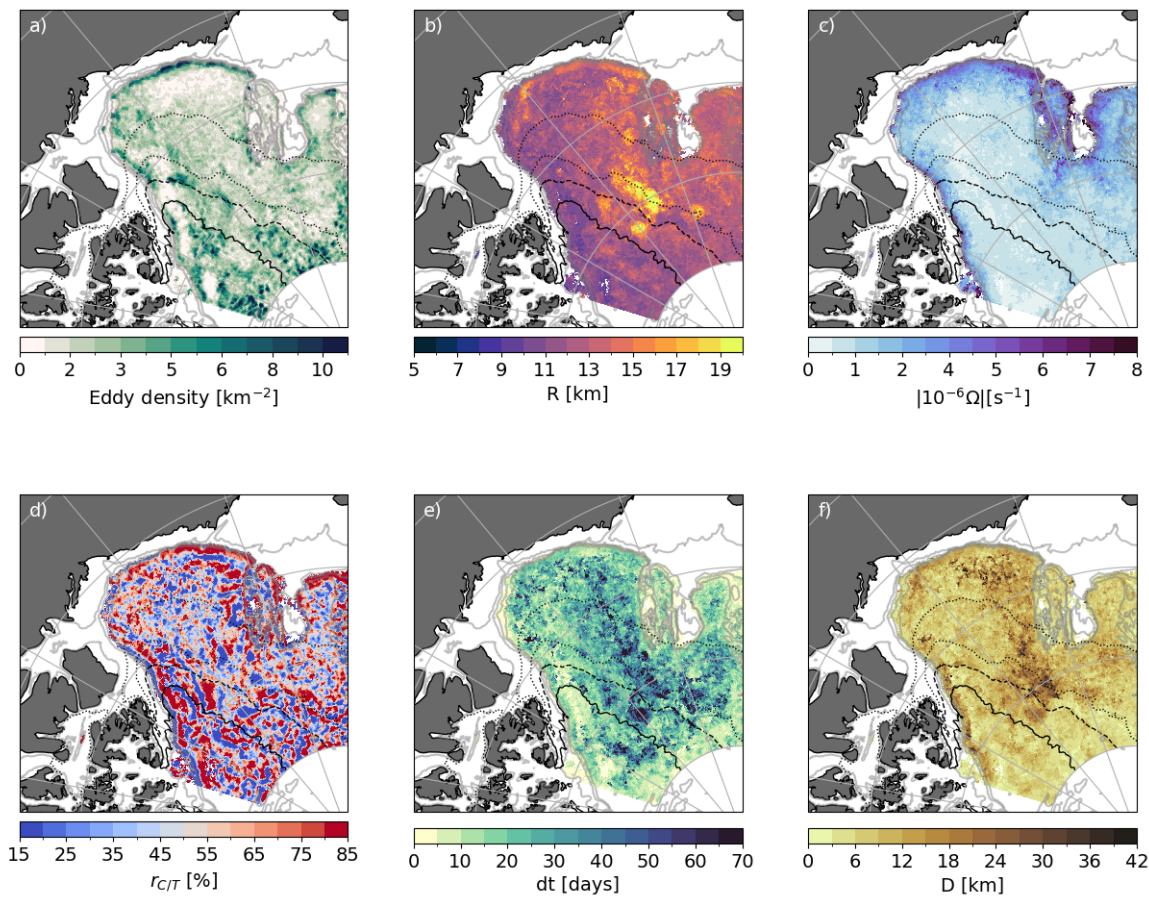 a)
b)
c)
0 2 3 5 6 8 10
Eddy density [km⁻²]
5 7 9 11 13 15 17 19
R [km]
0 1 2 4 5 6 7 8
|10⁻⁶Ω|[s⁻¹]
d)
e)
f)
15 25 35 45 55 65 75 85
r_{C/T} [%]
0 10 20 30 40 50 60 70
dt [days]
0 6 12 18 24 30 36 42
D [km]